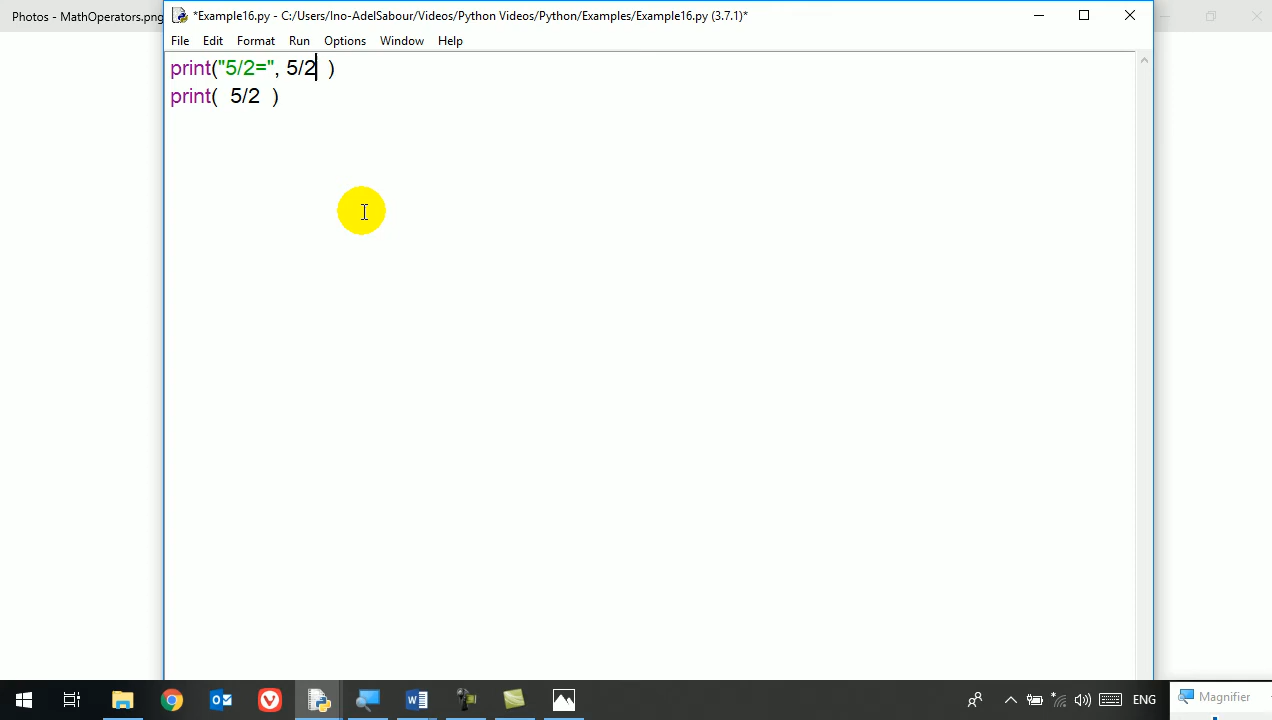 Photos - MathOperators.png
*Example16.py - C:/Users/Ino-AdelSabour/Videos/Python Videos/Python/Examples/Example16.py (3.7.1)*
File Edit Format Run Options Window Help
print("5/2=", 5/2 )
print( 5/2 )
ENG
Magnifier